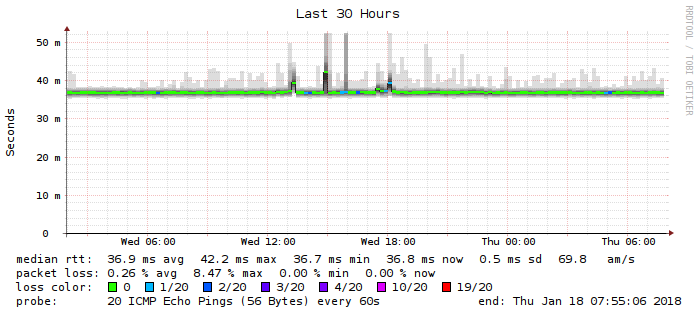 Last 30 Hours
RRDTOOL / TOBI OETIKER
Seconds
50 m
40 m
30 m
20 m
10 m
0
Wed 06:00 Wed 12:00 Wed 18:00 Thu 00:00 Thu 06:00
median rtt: 36.9 ms avg 42.2 ms max 36.7 ms min 36.8 ms now 0.5 ms sd 69.8 am/s
packet loss: 0.26 % avg 8.47 % max 0.00 % min 0.00 % now
loss color: 0 1/20 2/20 3/20 4/20 10/20 19/20
probe: 20 ICMP Echo Pings (56 Bytes) every 60s end: Thu Jan 18 07:55:06 2018